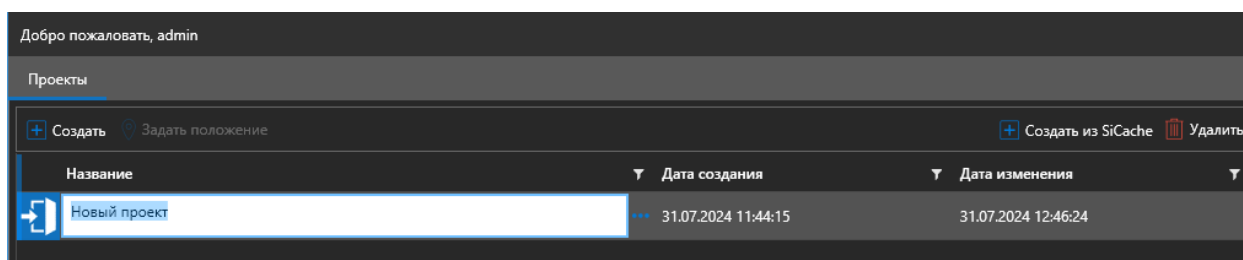 Добро пожаловать, admin
Проекты
Создать Задать положение Создать из SiCache Удалить
Название Дата создания Дата изменения
Новый проект 31.07.2024 11:44:15 31.07.2024 12:46:24